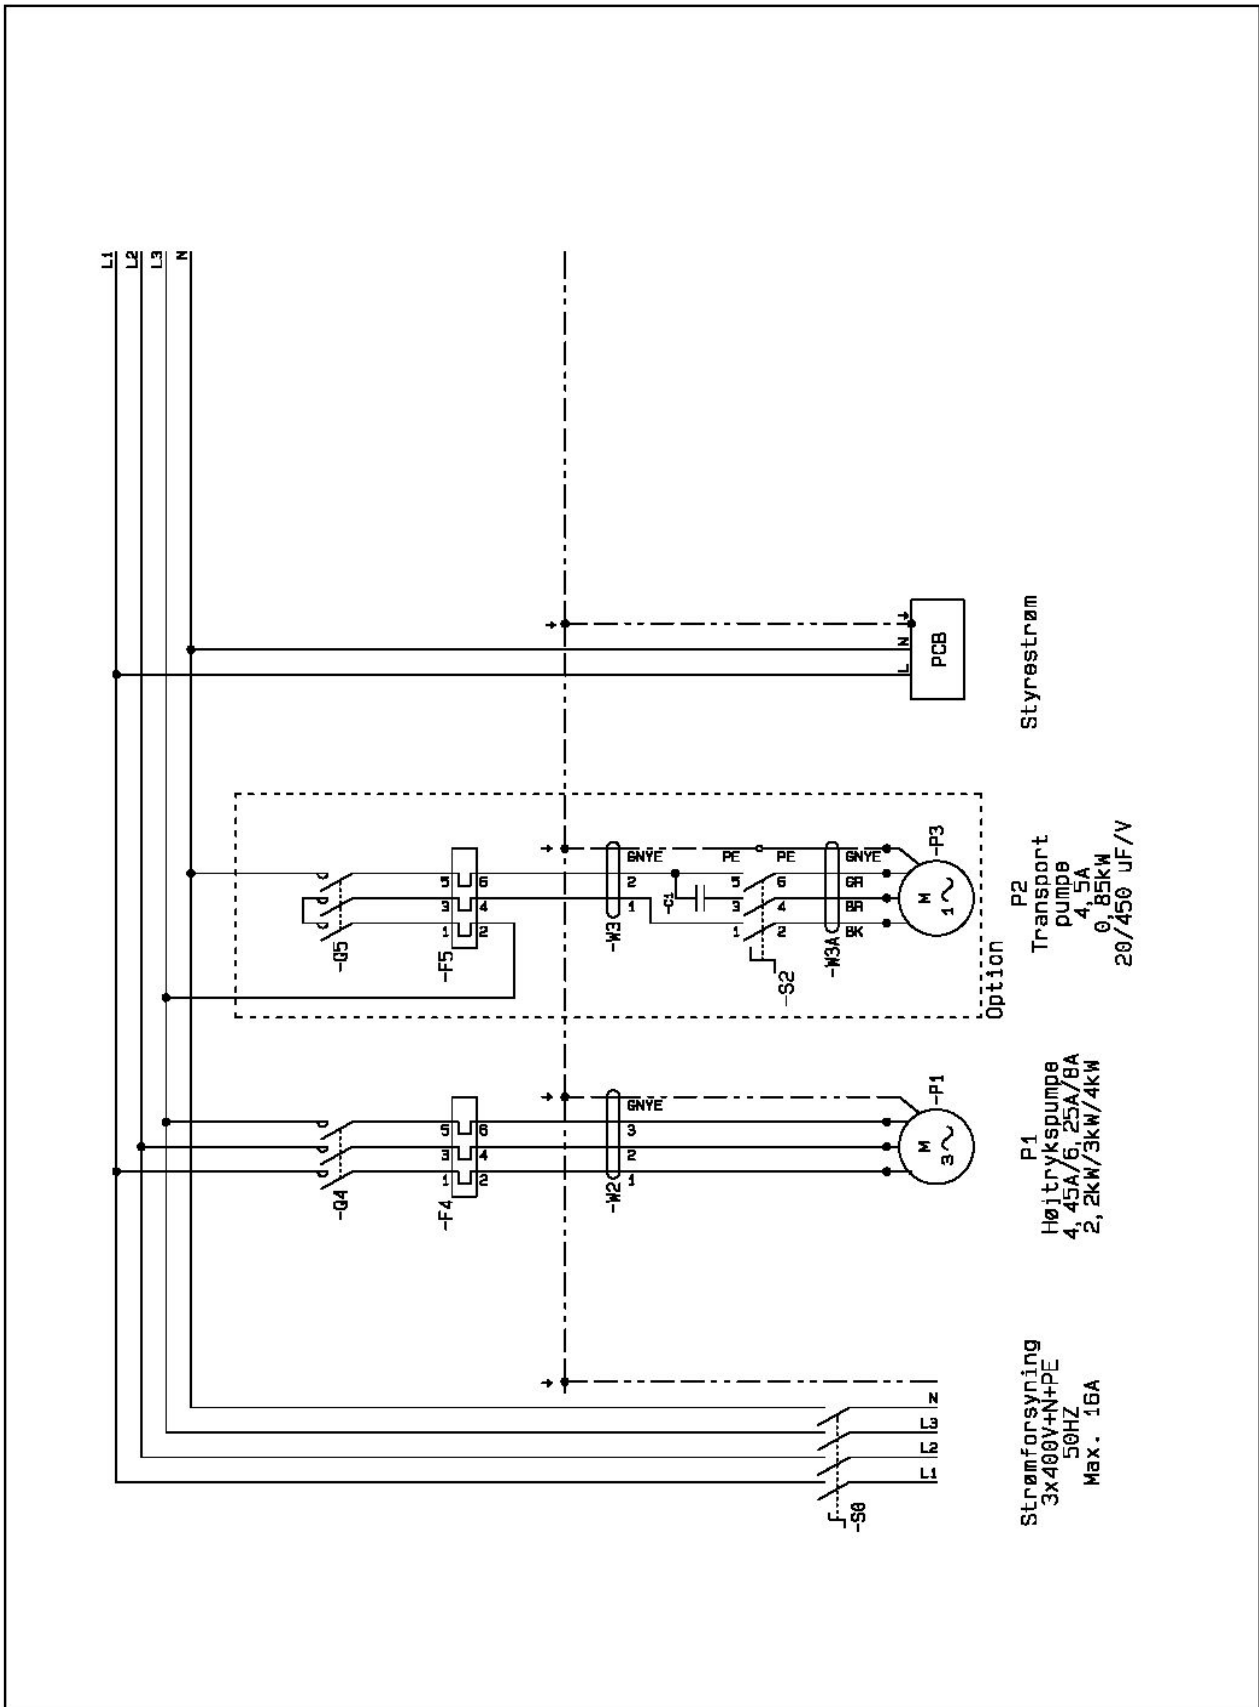 L1
L2
L3
N
-Q4
-Q5
1 3 5
-F4
2 4 6
1 3 5
-F5
2 4 6
-W2
1 2 3 GNYE
-W3
1 2 GNYE
-C1
1 3 5 PE
-S2
2 4 6 PE
-W3A
BK BR GR GNYE
-S0
L1 L2 L3 N
M
3~
-P1
M
1~
-P3
L N
PCB
Option
Strømforsyning
3x400V+N+PE
50HZ
Max. 16A
P1
Højtrykspumpe
4,45A/6,25A/8A
2,2kW/3kW/4kW
P2
Transport
pumpe
4,5A
0,85kW
20/450 uF/V
Styrestrøm